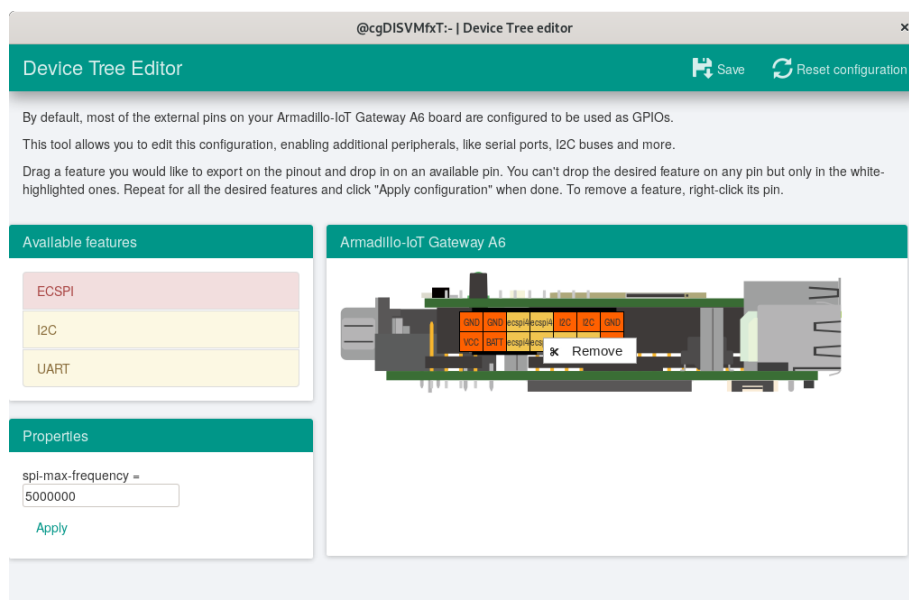 @cgDISVMfxT:- | Device Tree editor
×
Device Tree Editor
Save
Reset configuration
By default, most of the external pins on your Armadillo-IoT Gateway A6 board are configured to be used as GPIOs.
This tool allows you to edit this configuration, enabling additional peripherals, like serial ports, I2C buses and more.
Drag a feature you would like to export on the pinout and drop in on an available pin. You can't drop the desired feature on any pin but only in the white-
highlighted ones. Repeat for all the desired features and click "Apply configuration" when done. To remove a feature, right-click its pin.
Available features
ECSPI
I2C
UART
Armadillo-IoT Gateway A6
GND GND ecspi4 ecspi4 I2C I2C GND
VCC BATT ecspi4
Remove
Properties
spi-max-frequency =
5000000
Apply